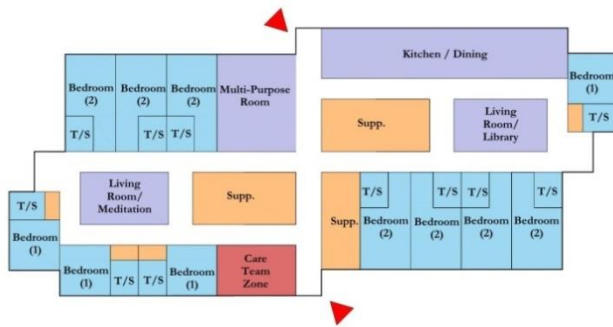 Kitchen / Dining
Bedroom
(2)
Bedroom
(2)
Bedroom
(2)
Multi-Purpose
Room
Bedroom
(1)
T/S
T/S
T/S
T/S
Supp.
Living
Room/
Library
T/S
Living
Room/
Meditation
Supp.
Supp.
T/S
T/S
T/S
T/S
Bedroom
(2)
Bedroom
(2)
Bedroom
(2)
Bedroom
(2)
Bedroom
(1)
Bedroom
(1)
T/S
T/S
Bedroom
(1)
Care
Team
Zone